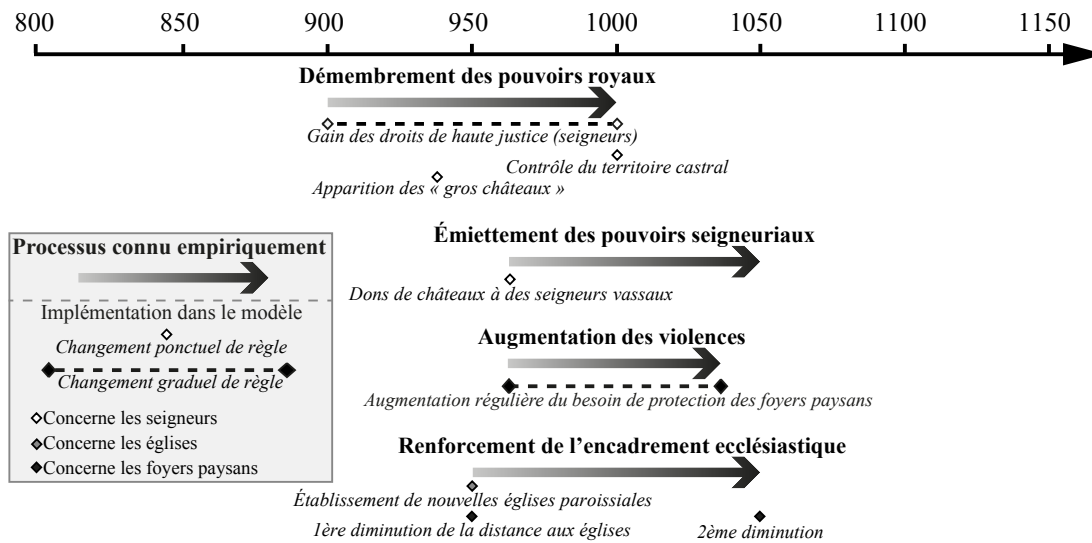 800 850 900 950 1000 1050 1100 1150
Démembrement des pouvoirs royaux
Gain des droits de haute justice (seigneurs)
Contrôle du territoire castral
Apparition des « gros châteaux »
Processus connu empiriquement
Implémentation dans le modèle
Changement ponctuel de règle
Changement graduel de règle
Concerne les seigneurs
Concerne les églises
Concerne les foyers paysans
Émiettement des pouvoirs seigneuriaux
Dons de châteaux à des seigneurs vassaux
Augmentation des violences
Augmentation régulière du besoin de protection des foyers paysans
Renforcement de l’encadrement ecclésiastique
Établissement de nouvelles églises paroissiales
1ère diminution de la distance aux églises
2ème diminution